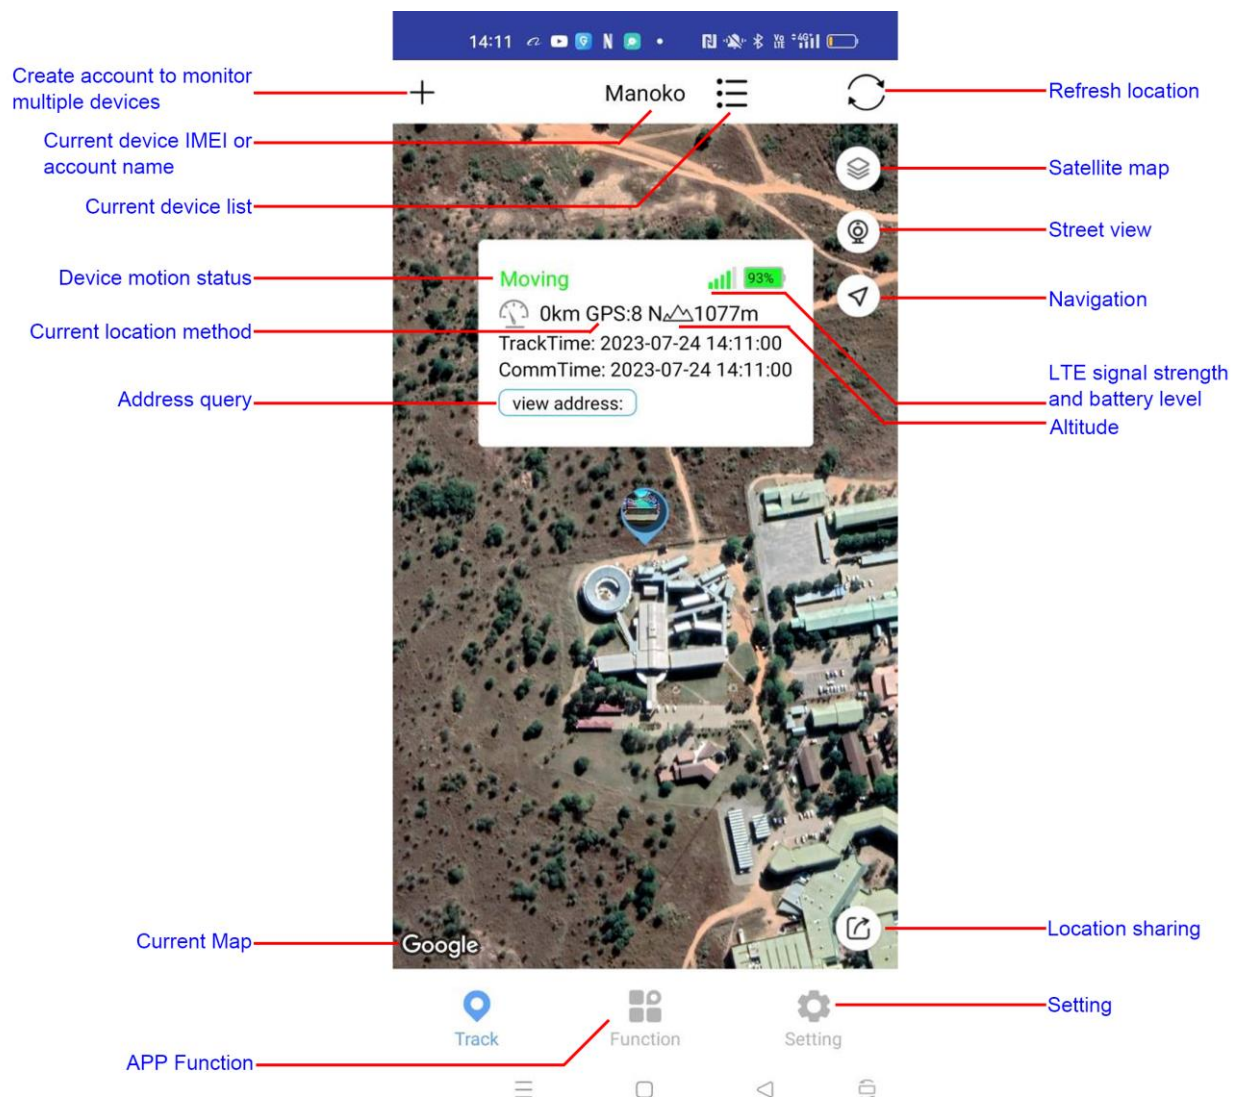 14:11
Create account to monitor
multiple devices
Manoko
Refresh location
Current device IMEI or
account name
Satellite map
Current device list
Street view
Device motion status
Moving
93%
Navigation
Current location method
0km GPS:8 N 1077m
TrackTime: 2023-07-24 14:11:00
CommTime: 2023-07-24 14:11:00
LTE signal strength
and battery level
Address query
view address:
Altitude
Current Map
Google
Location sharing
Setting
Track
Function
Setting
APP Function